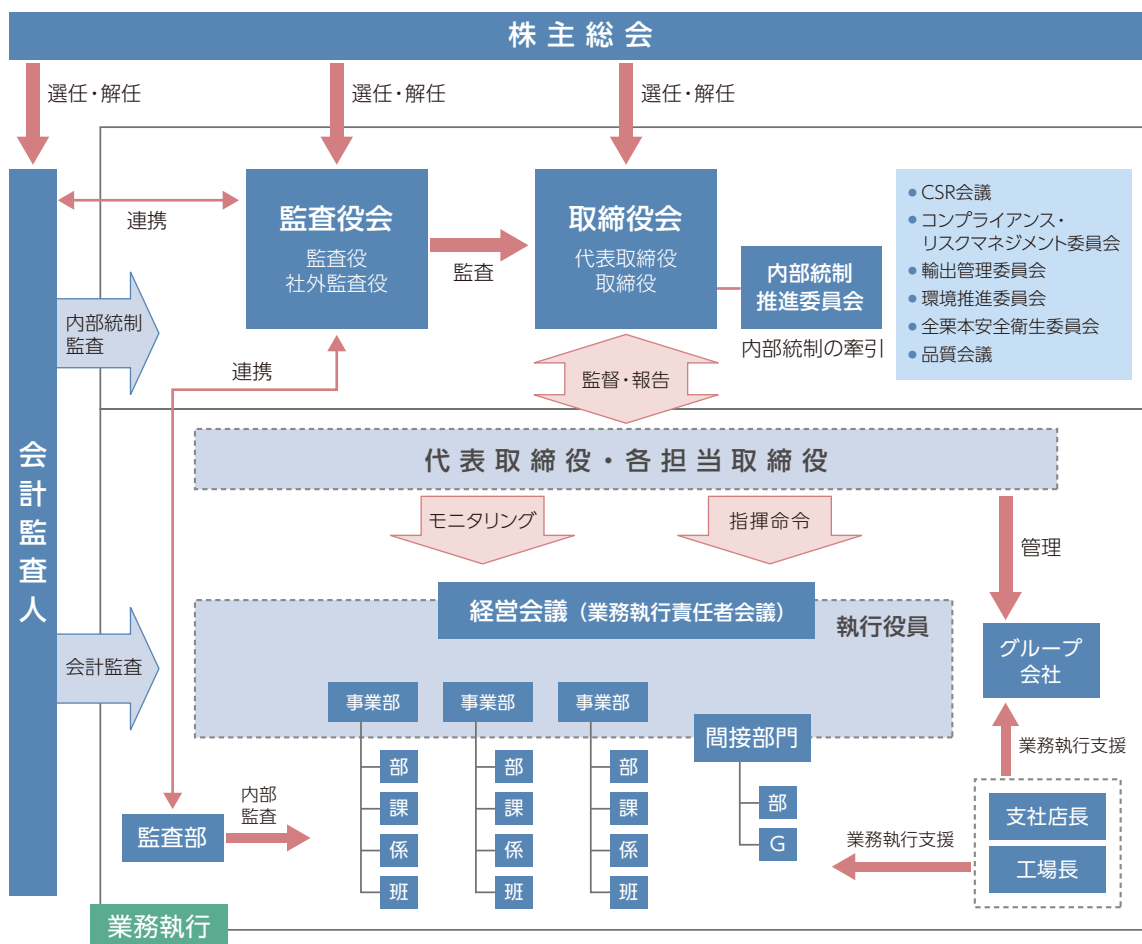 株主総会
選任・解任
選任・解任
選任・解任
連携
監査役会
監査役
社外監査役
監査
取締役会
代表取締役
取締役
内部統制
推進委員会
内部統制の牽引
●CSR会議
●コンプライアンス・
リスクマネジメント委員会
●輸出管理委員会
●環境推進委員会
●全栗本安全衛生委員会
●品質会議
内部統制
監査
連携
監督・報告
会計監査人
代表取締役・各担当取締役
モニタリング
指揮命令
管理
経営会議（業務執行責任者会議）
執行役員
グループ
会社
会計監査
事業部
事業部
事業部
間接部門
業務執行支援
部
部
部
課
課
課
係
係
係
班
班
班
部
G
内部
監査
監査部
業務執行支援
支社店長
工場長
業務執行